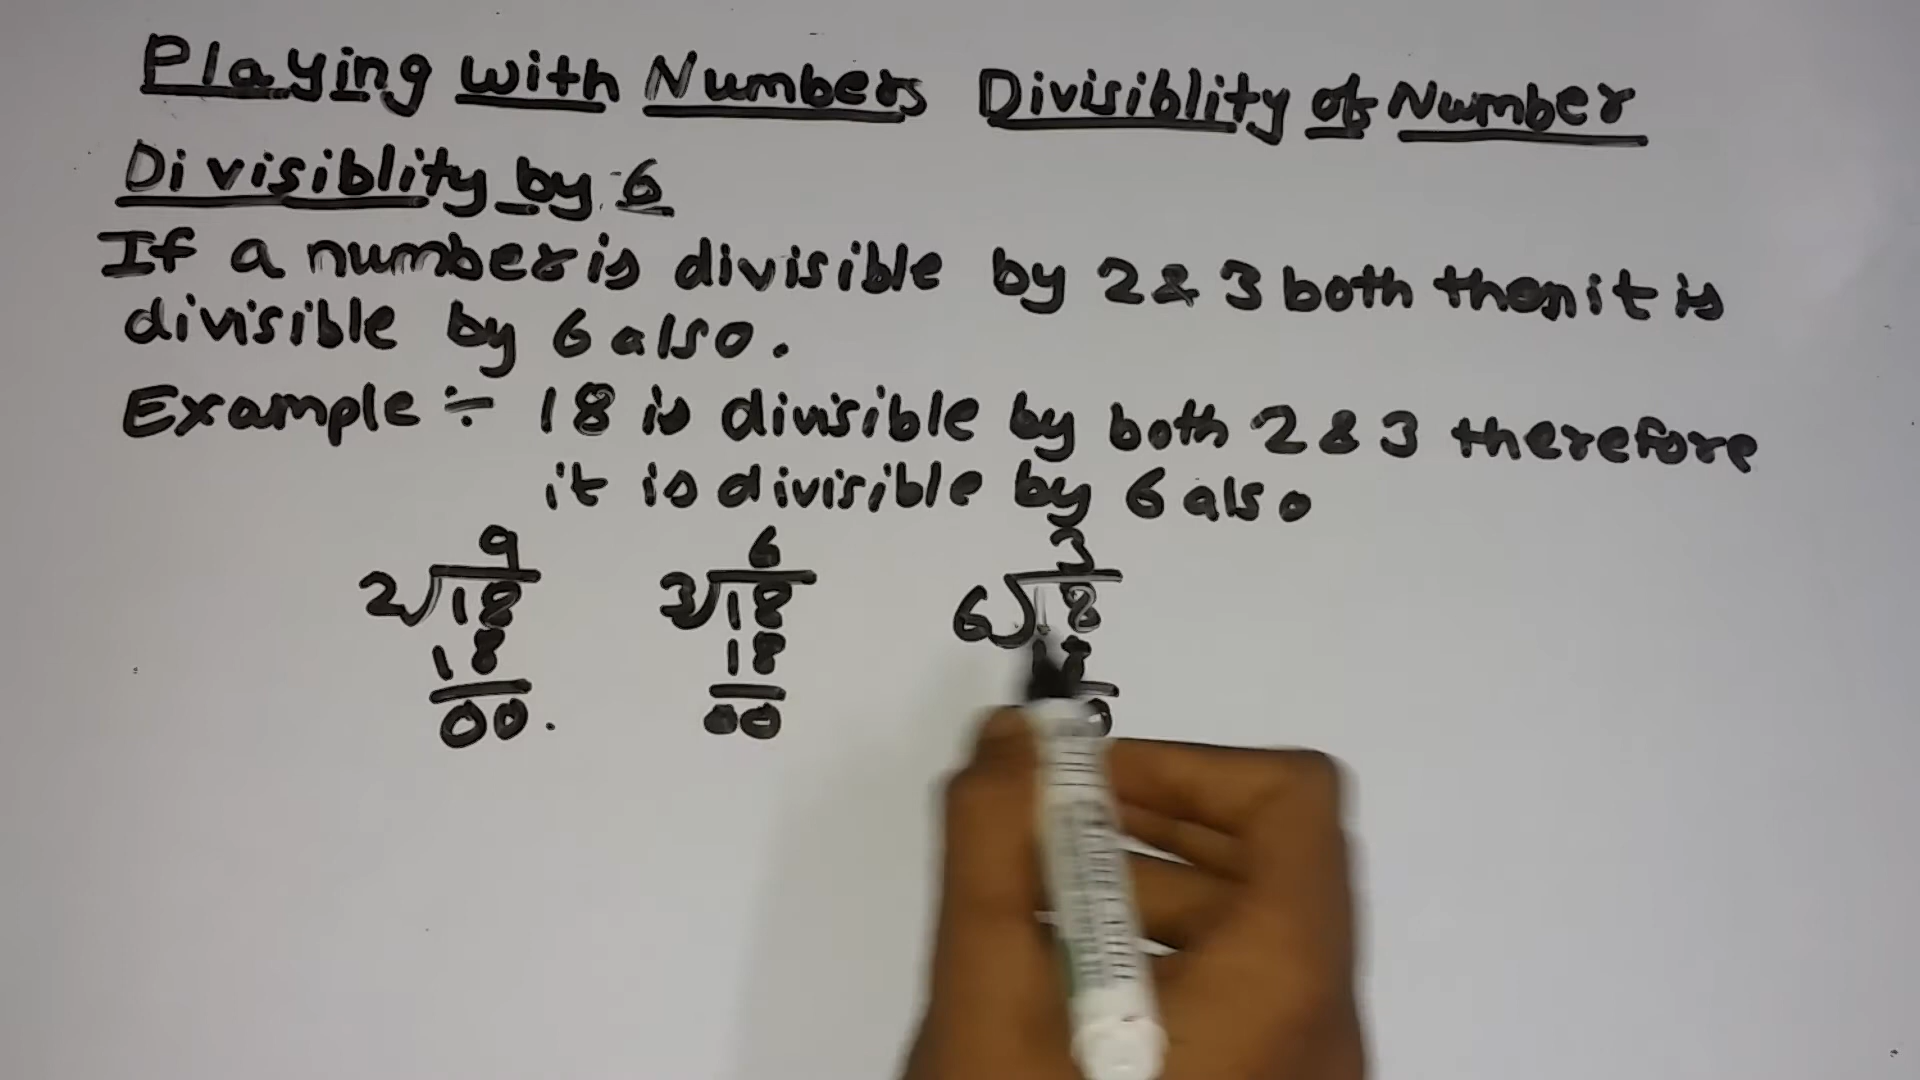 Playing with Numbers Divisiblity of Number
Divisiblity by 6
If a number is divisible by 2 & 3 both then it is
divisible by 6 also.
Example ÷ 18 is divisible by both 2 & 3 therefore
it is divisible by 6 also
9 6 3
2 18 3 18 6 18
18 18 18
00. 00 0